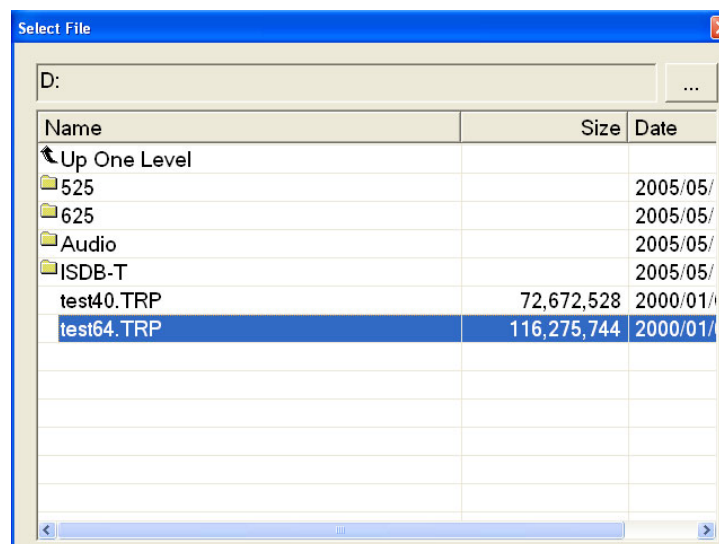 Select File
D:
...
Name Size Date
Up One Level
525 2005/05/
625 2005/05/
Audio 2005/05/
ISDB-T 2005/05/
test40.TRP 72,672,528 2000/01/
test64.TRP 116,275,744 2000/01/